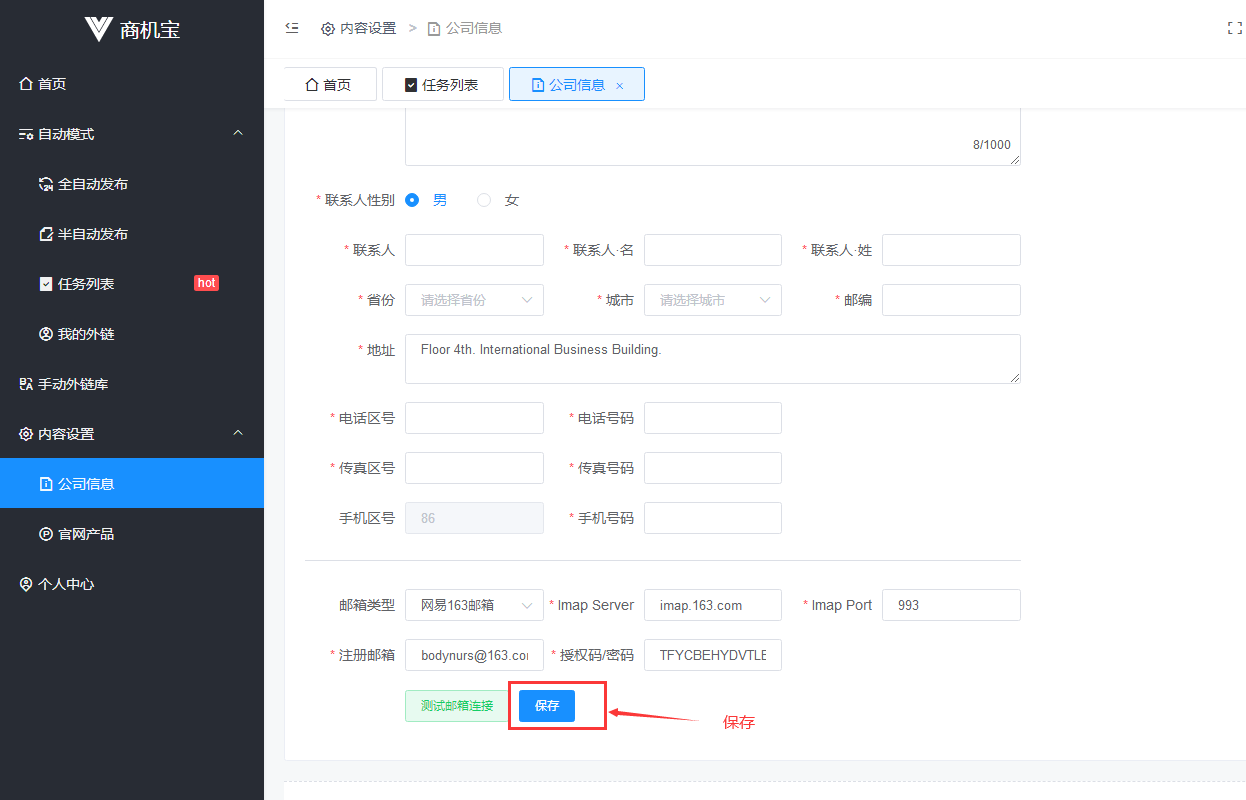 商机宝
内容设置 > 公司信息
首页
首页 任务列表 公司信息 ×
自动模式
8/1000
全自动发布
* 联系人性别 男 女
半自动发布
* 联系人 * 联系人·名 * 联系人·姓
任务列表 hot
* 省份 请选择省份 * 城市 请选择城市 * 邮编
我的外链
* 地址 Floor 4th. International Business Building.
手动外链库
* 电话区号 * 电话号码
内容设置
* 传真区号 * 传真号码
公司信息
手机区号 86 * 手机号码
官网产品
个人中心
邮箱类型 网易163邮箱 * Imap Server imap.163.com * Imap Port 993
* 注册邮箱 bodynurs@163.co * 授权码/密码 TFYCBEHYDVTLE
测试邮箱连接 保存
保存